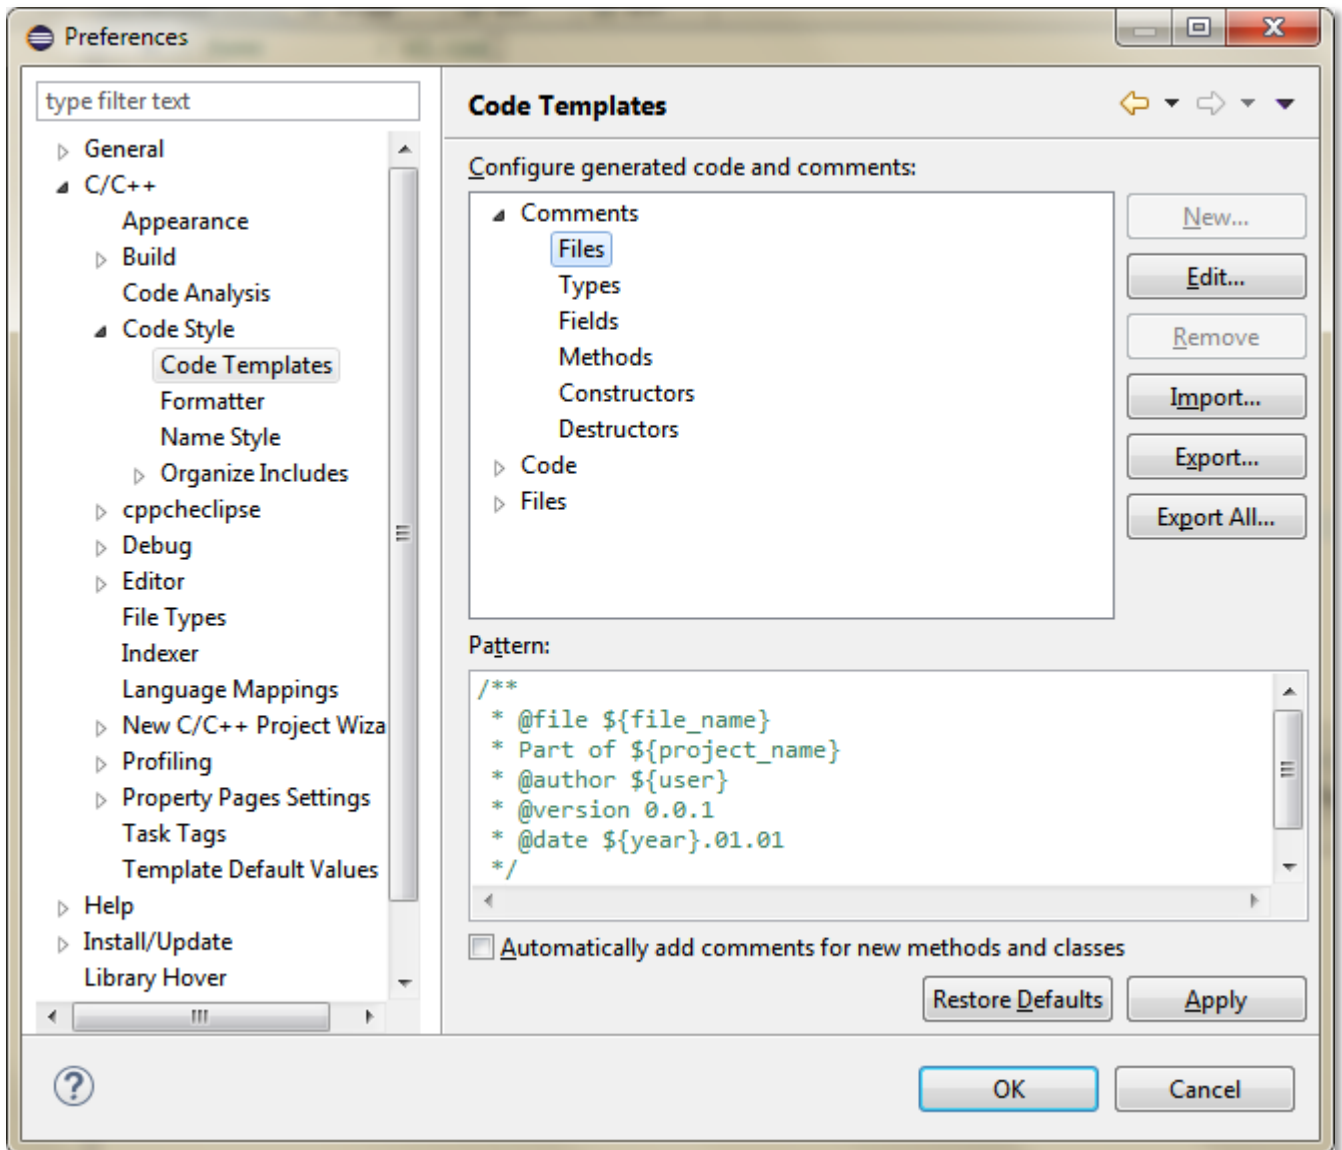 Preferences
type filter text
General
C/C++
Appearance
Build
Code Analysis
Code Style
Code Templates
Formatter
Name Style
Organize Includes
cppcheclipse
Debug
Editor
File Types
Indexer
Language Mappings
New C/C++ Project Wiza
Profiling
Property Pages Settings
Task Tags
Template Default Values
Help
Install/Update
Library Hover
Code Templates
Configure generated code and comments:
Comments
Files
Types
Fields
Methods
Constructors
Destructors
Code
Files
New...
Edit...
Remove
Import...
Export...
Export All...
Pattern:
/**
 * @file ${file_name}
 * Part of ${project_name}
 * @author ${user}
 * @version 0.0.1
 * @date ${year}.01.01
 */
Automatically add comments for new methods and classes
Restore Defaults
Apply
?
OK
Cancel